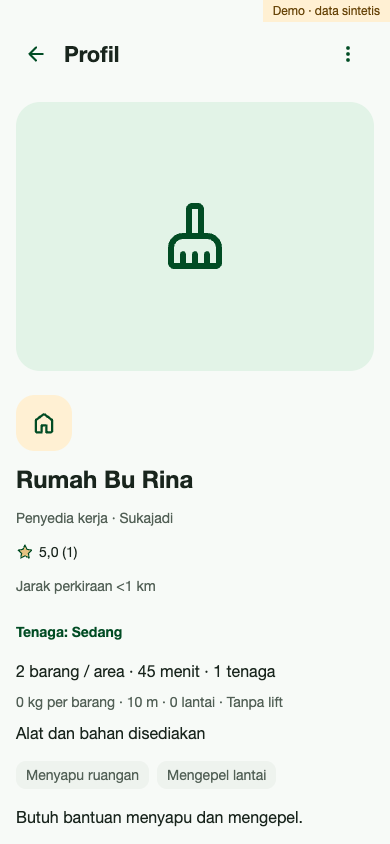 Demo · data sintetis
Profil
Rumah Bu Rina
Penyedia kerja · Sukajadi
5,0 (1)
Jarak perkiraan <1 km
Tenaga: Sedang
2 barang / area · 45 menit · 1 tenaga
0 kg per barang · 10 m · 0 lantai · Tanpa lift
Alat dan bahan disediakan
Menyapu ruangan Mengepel lantai
Butuh bantuan menyapu dan mengepel.